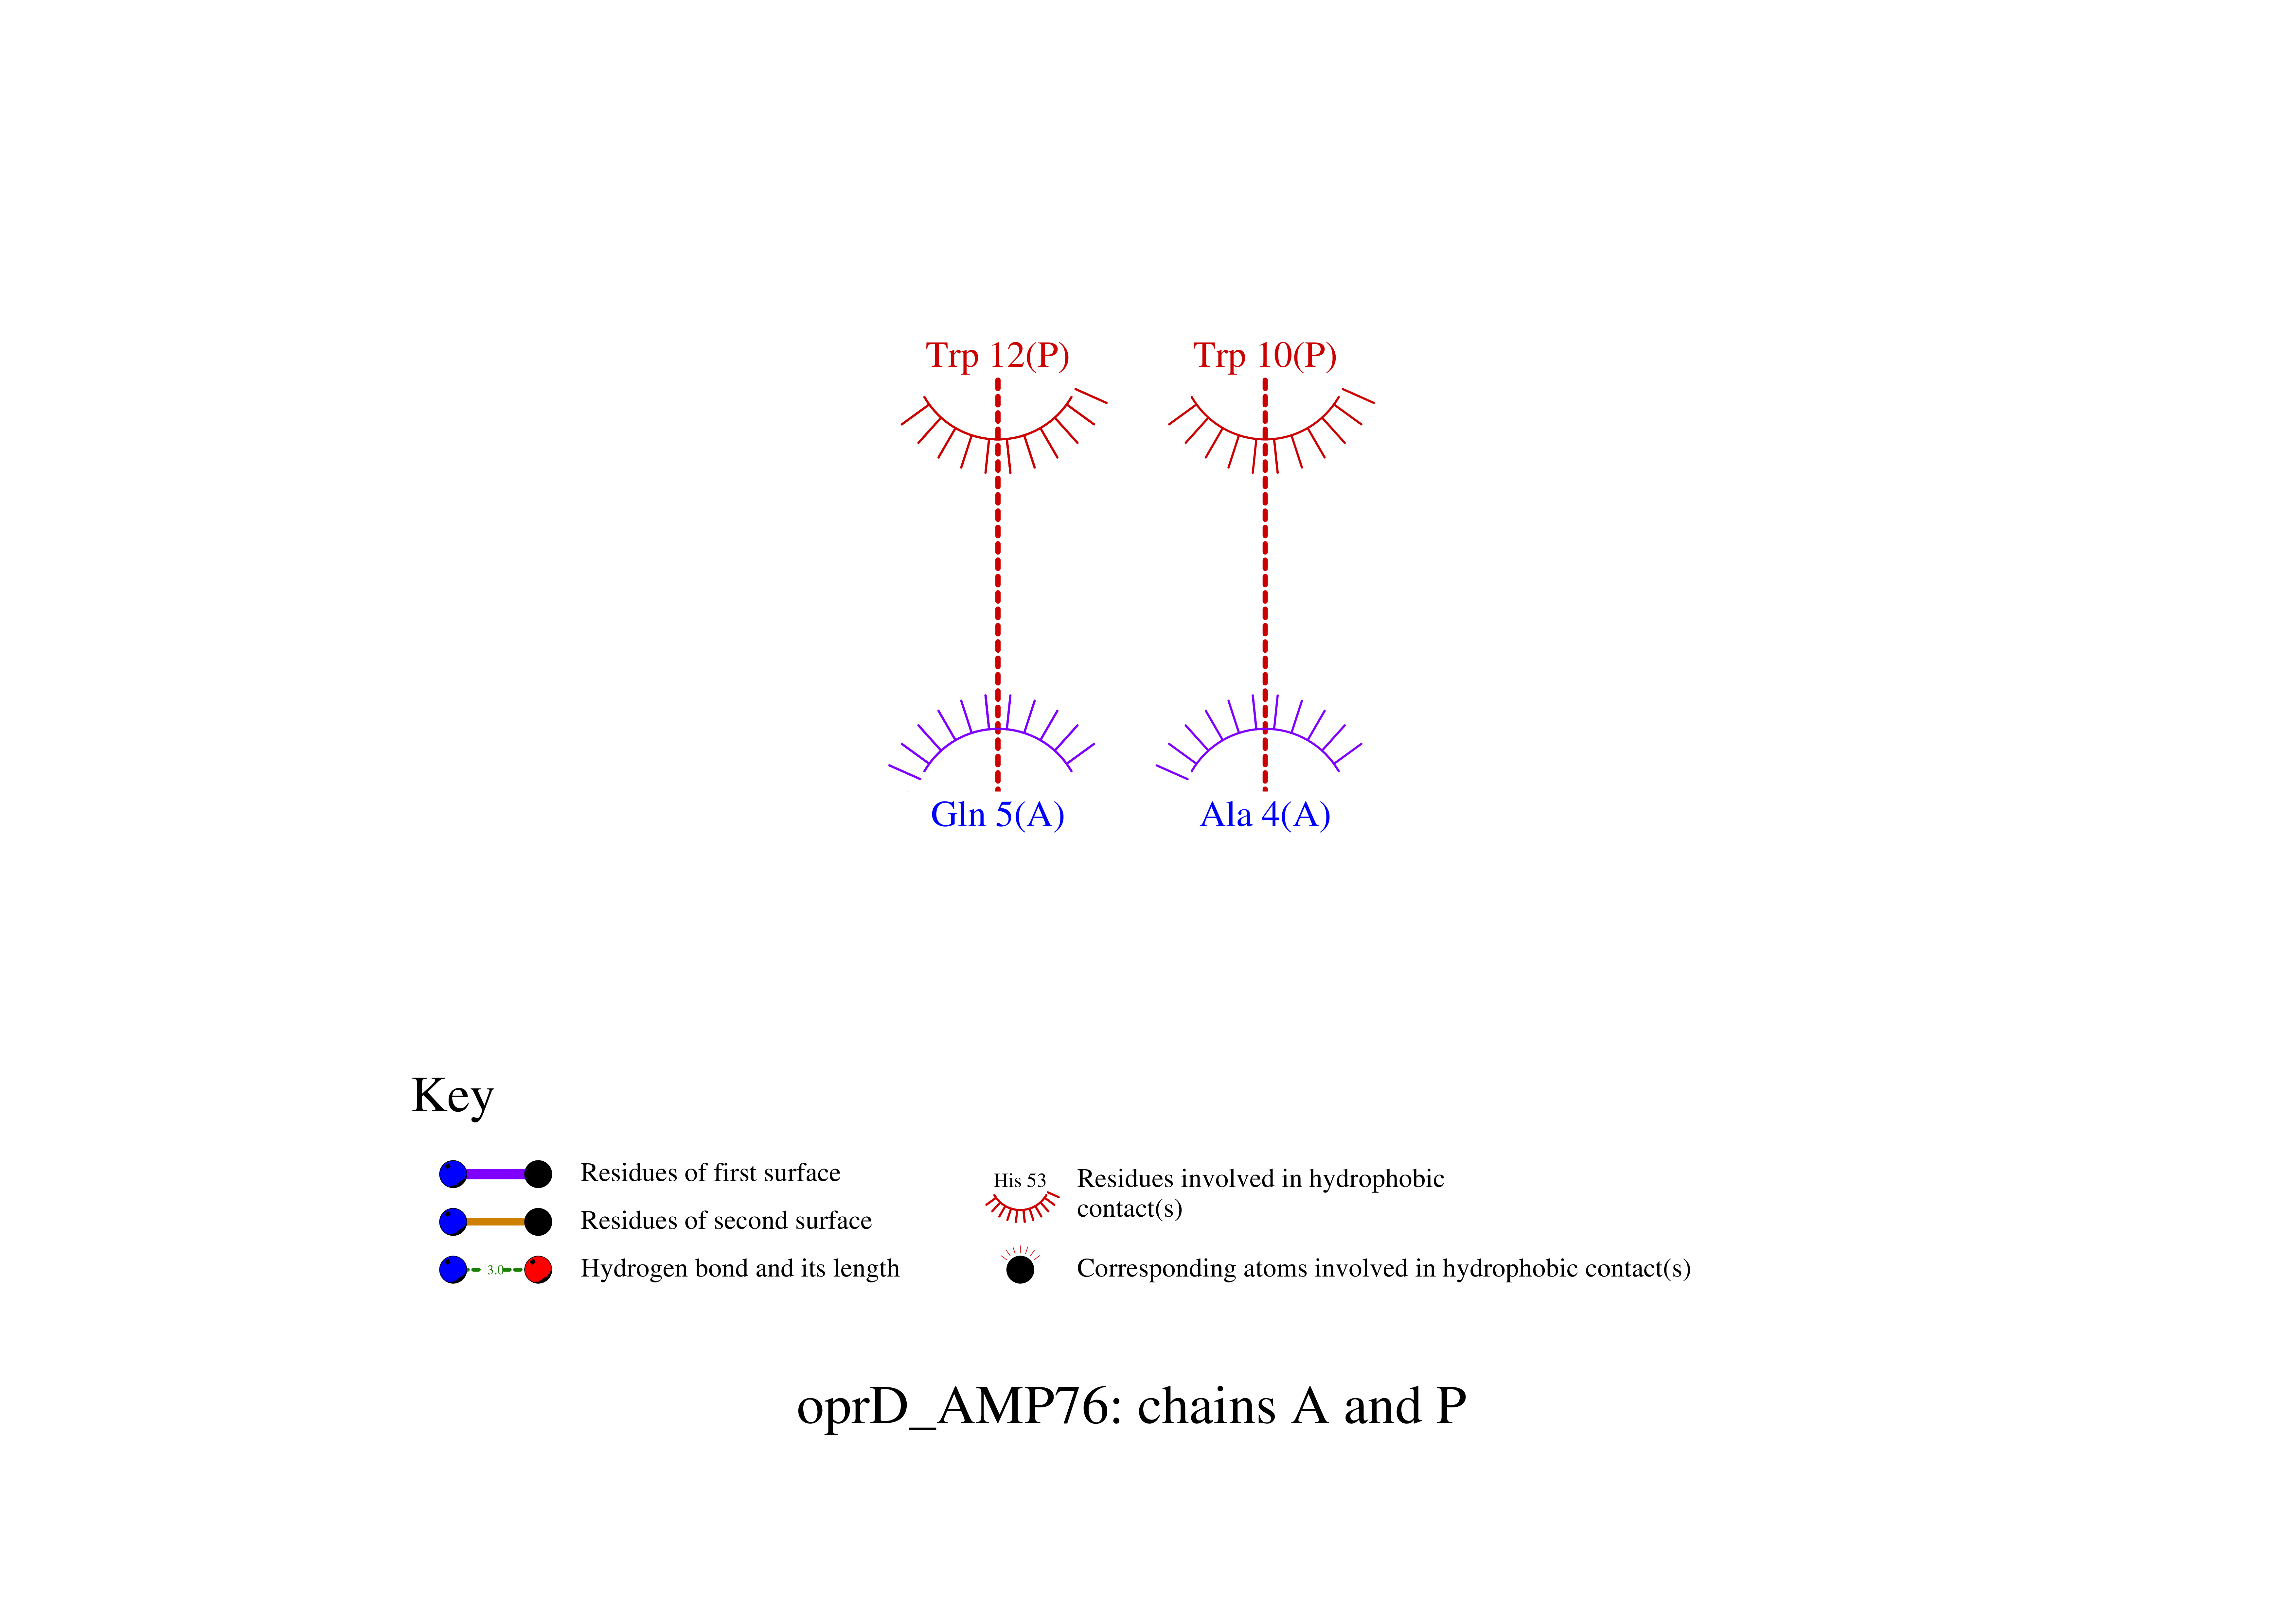 Trp 12(P) Trp 10(P)
Gln 5(A) Ala 4(A)
Key
Residues of first surface
Residues of second surface
3.0 Hydrogen bond and its length
His 53 Residues involved in hydrophobic
contact(s)
Corresponding atoms involved in hydrophobic contact(s)
oprD_AMP76: chains A and P